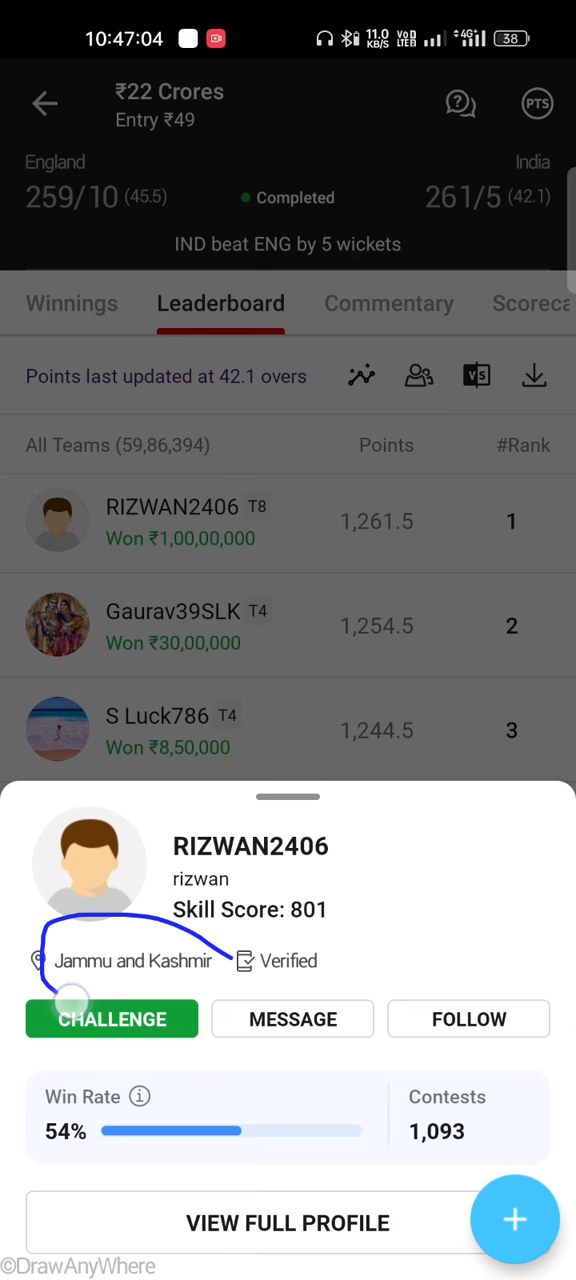 10:47:04 11.0 KB/S Vo LTE2 4G+ 38
₹22 Crores
Entry ₹49
PTS
England India
259/10 (45.5) Completed 261/5 (42.1)
IND beat ENG by 5 wickets
Winnings Leaderboard Commentary Scoreca
Points last updated at 42.1 overs VS
All Teams (59,86,394) Points #Rank
RIZWAN2406 T8 1,261.5 1
Won ₹1,00,00,000
Gaurav39SLK T4 1,254.5 2
Won ₹30,00,000
S Luck786 T4 1,244.5 3
Won ₹8,50,000
RIZWAN2406
rizwan
Skill Score: 801
Jammu and Kashmir Verified
CHALLENGE MESSAGE FOLLOW
Win Rate Contests
54% 1,093
VIEW FULL PROFILE
©DrawAnyWhere